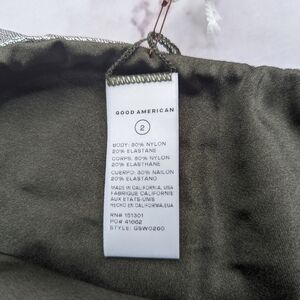 GOOD AMERICAN
2
BODY: 80% NYLON
20% ELASTANE
CORPS: 80% NYLON
20% ELASTHANE
CUERPO: 80% NAILON
20% ELASTANO
MADE IN CALIFORNIA, USA
FABRIQUE CALIFORNIE
AUX ETATS-UNIS
HECHO EN CALIFORNIA, EUA
RN# 151301
PO# 41662
STYLE: GSW0260